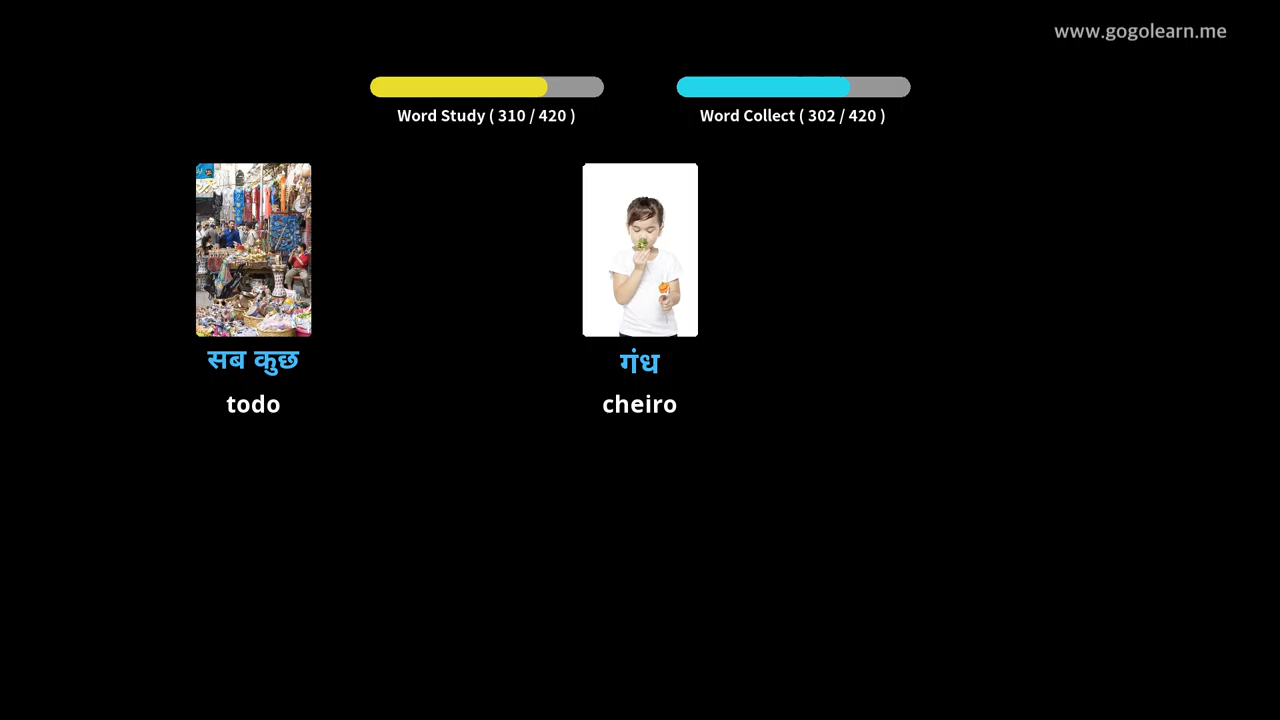 www.gogolearn.me
Word Study ( 310 / 420 )
Word Collect ( 302 / 420 )
सब कुछ
todo
गंध
cheiro